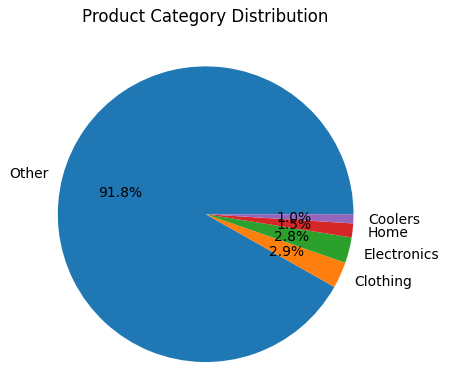 Product Category Distribution
Other
91.8%
1.0%
Coolers
1.5%
Home
2.8%
Electronics
2.9%
Clothing